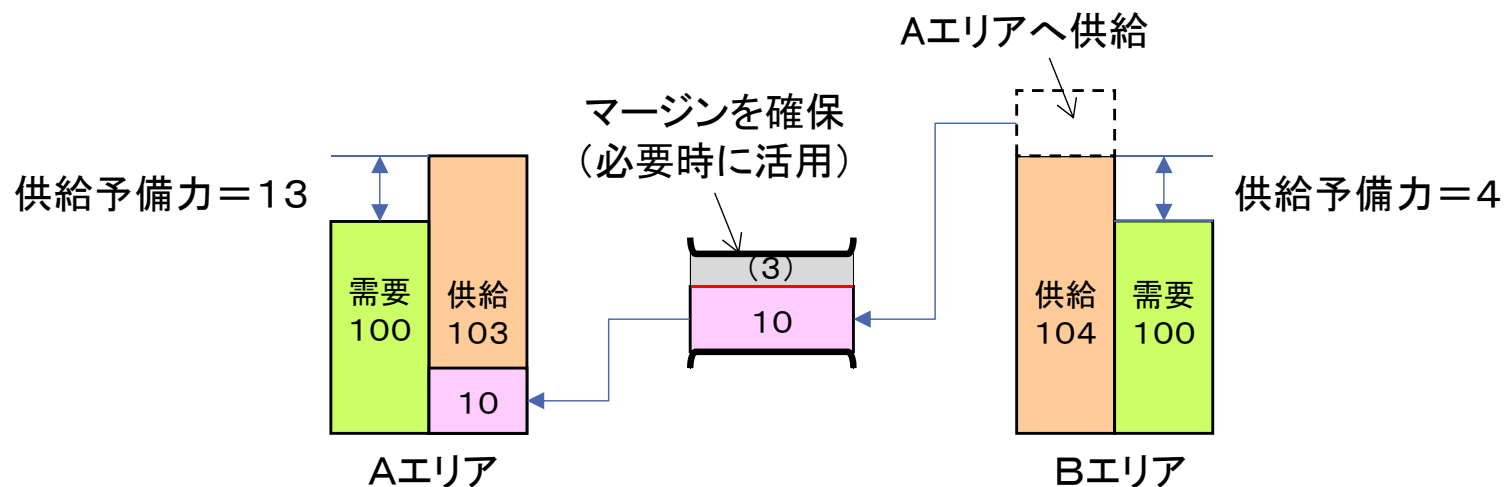 Aエリアへ供給
マージンを確保
(必要時に活用)
供給予備力=13
供給予備力=4
需要
100
供給
103
10
(3)
10
供給
104
需要
100
Aエリア
Bエリア